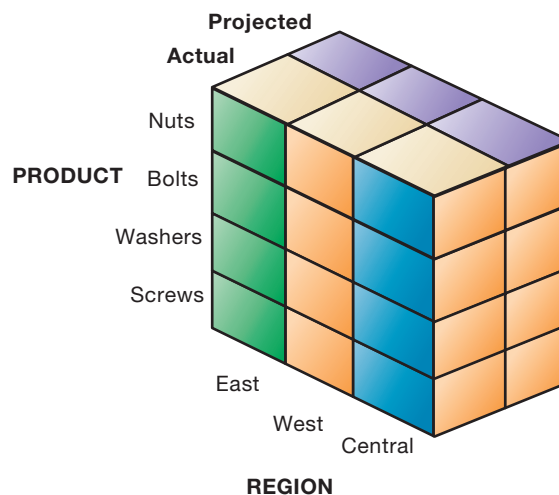 Projected
Actual
Nuts
PRODUCT Bolts
Washers
Screws
East
West
Central
REGION